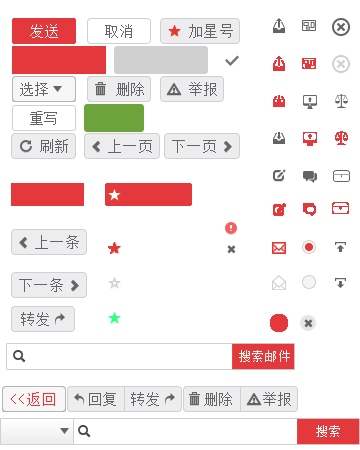 发送 取消 加星号
选择 删除 举报
重写
刷新 上一页 下一页
上一条
下一条
转发
搜索邮件
<<返回 回复 转发 删除 举报
搜索